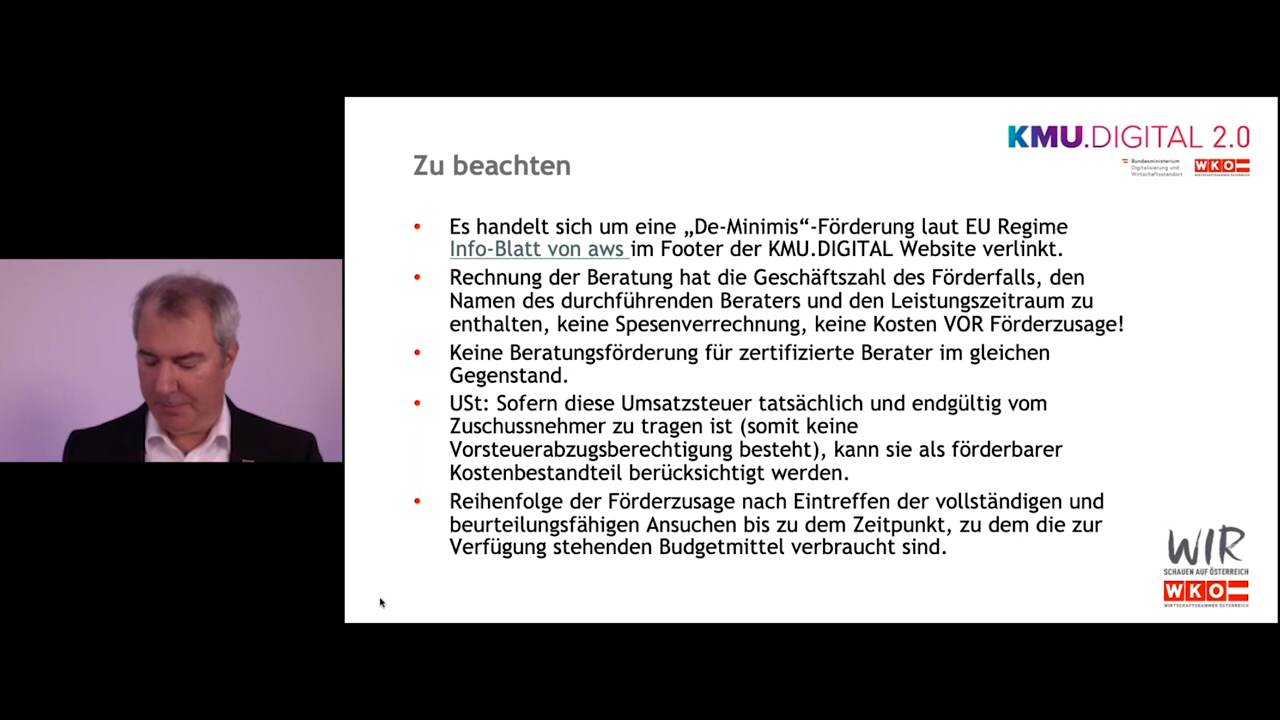 KMU.DIGITAL 2.0
Bundesministerium
Digitalisierung und
Wirtschaftsstandort
WKO
WIRTSCHAFTSKAMMER ÖSTERREICH
Zu beachten
• Es handelt sich um eine „De-Minimis“-Förderung laut EU Regime
Info-Blatt von aws im Footer der KMU.DIGITAL Website verlinkt.
• Rechnung der Beratung hat die Geschäftszahl des Förderfalls, den
Namen des durchführenden Beraters und den Leistungszeitraum zu
enthalten, keine Spesenverrechnung, keine Kosten VOR Förderzusage!
• Keine Beratungsförderung für zertifizierte Berater im gleichen
Gegenstand.
• USt: Sofern diese Umsatzsteuer tatsächlich und endgültig vom
Zuschussnehmer zu tragen ist (somit keine
Vorsteuerabzugsberechtigung besteht), kann sie als förderbarer
Kostenbestandteil berücksichtigt werden.
• Reihenfolge der Förderzusage nach Eintreffen der vollständigen und
beurteilungsfähigen Ansuchen bis zu dem Zeitpunkt, zu dem die zur
Verfügung stehenden Budgetmittel verbraucht sind.
WIR
SCHAUEN AUF ÖSTERREICH
WKO
WIRTSCHAFTSKAMMER ÖSTERREICH